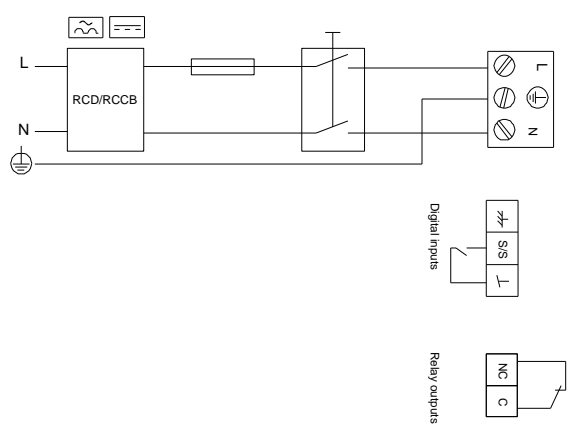 L
RCD/RCCB
N
L
N
Digital inputs
S/S
Relay outputs
NC
C